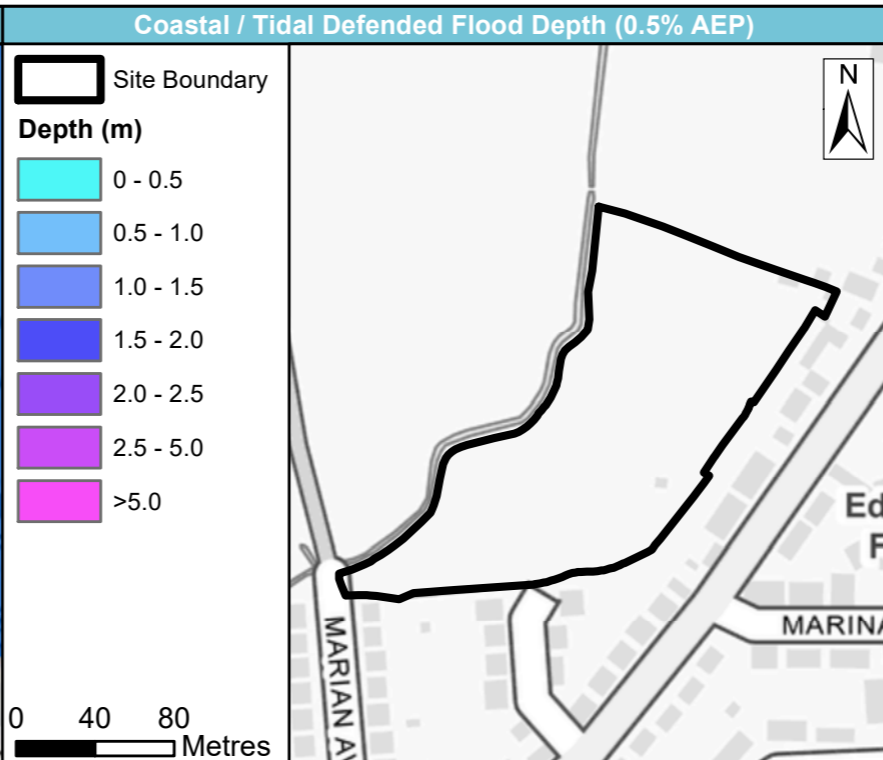 Coastal / Tidal Defended Flood Depth (0.5% AEP)
Site Boundary
Depth (m)
0 - 0.5
0.5 - 1.0
1.0 - 1.5
1.5 - 2.0
2.0 - 2.5
2.5 - 5.0
>5.0
0 40 80
Metres
N
Ed
F
MARINA
MARIAN AV